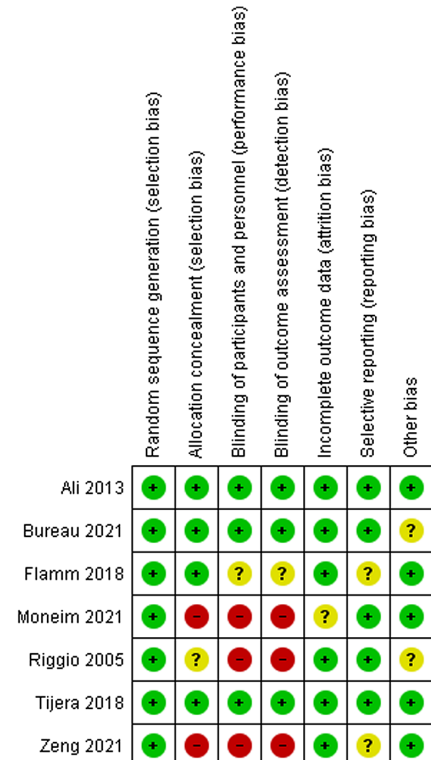 Random sequence generation (selection bias)
Allocation concealment (selection bias)
Blinding of participants and personnel (performance bias)
Blinding of outcome assessment (detection bias)
Incomplete outcome data (attrition bias)
Selective reporting (reporting bias)
Other bias
Ali 2013 + + + + + + +
Bureau 2021 + + + + + + ?
Flamm 2018 + + ? ? + ? +
Moneim 2021 + - - - ? + +
Riggio 2005 + ? - - + + ?
Tijera 2018 + + + + + + +
Zeng 2021 + - - - + ? +